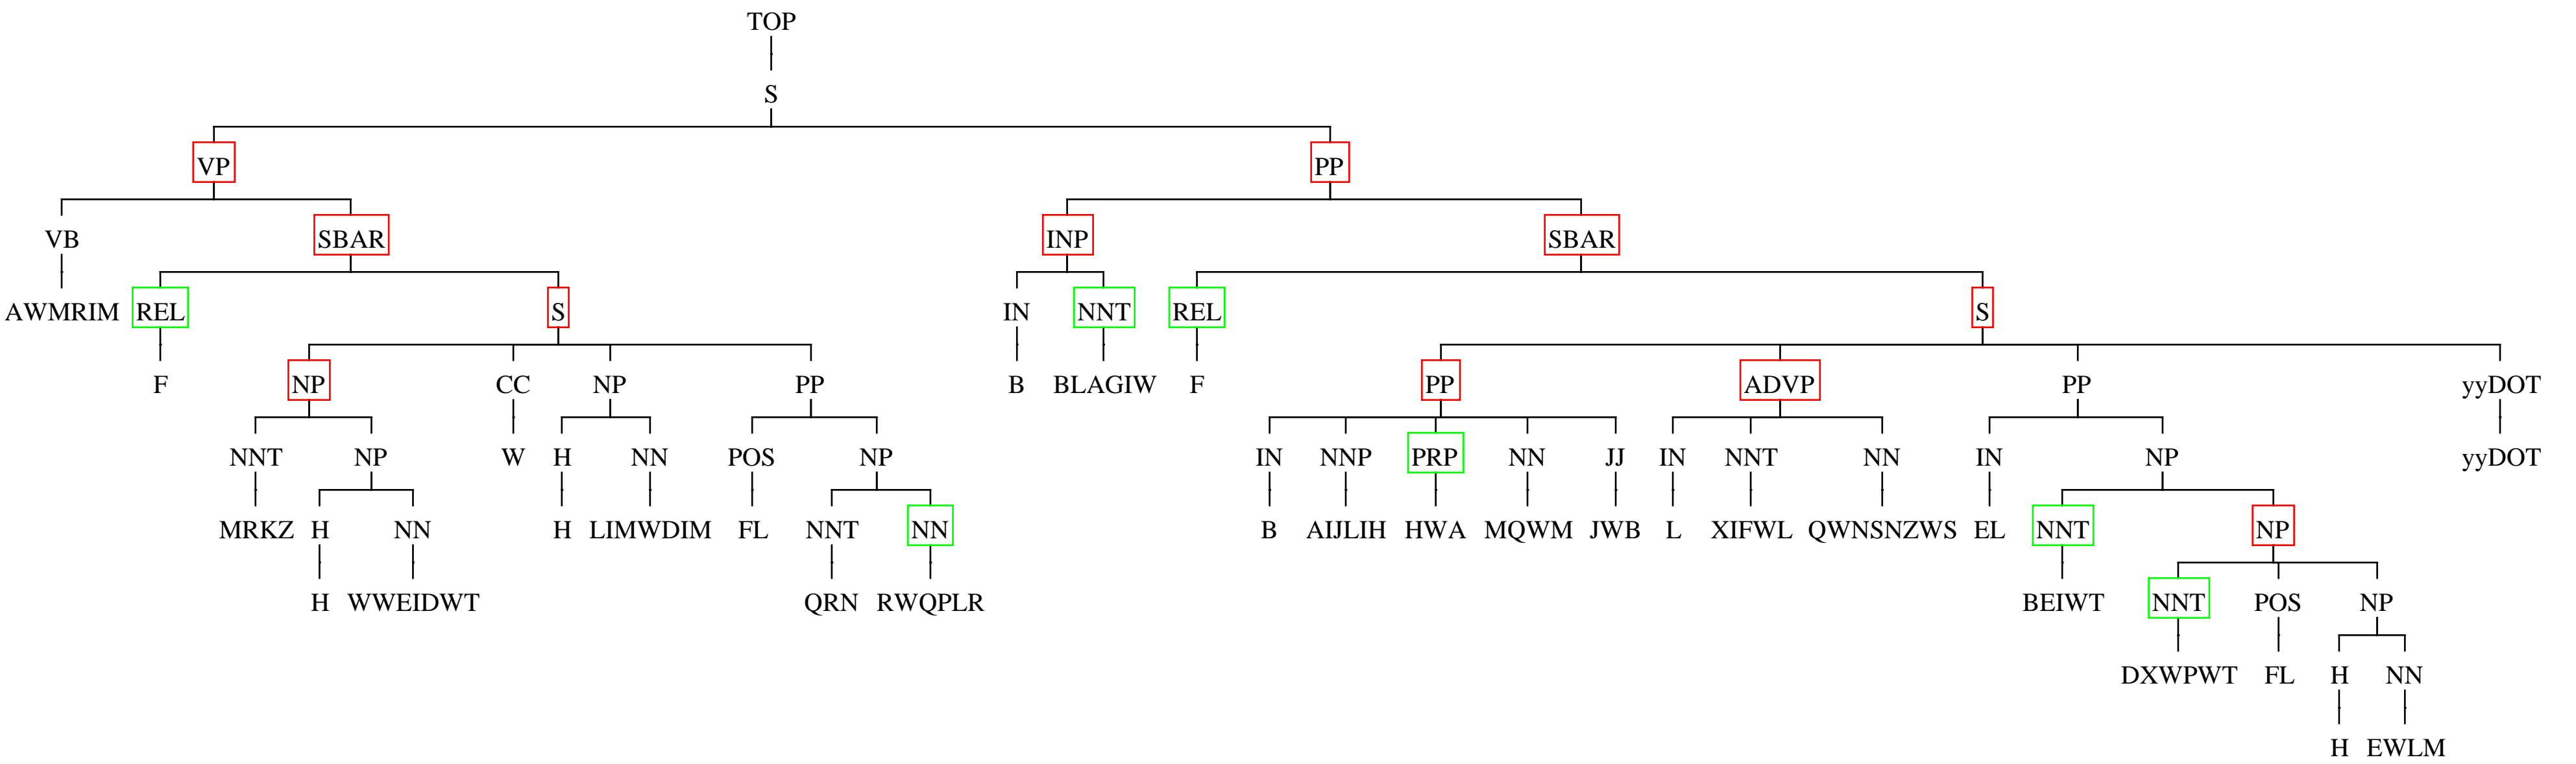 TOP
S
VP PP
VB SBAR INP SBAR
AWMRIM REL S IN NNT REL S
F NP CC NP PP B BLAGIW F PP ADVP PP yyDOT
NNT NP W H NN POS NP IN NNP PRP NN JJ IN NNT NN IN NP yyDOT
MRKZ H NN H LIMWDIM FL NNT NN B AIJLIH HWA MQWM JWB L XIFWL QWNSNZWS EL NNT NP
H WWEIDWT QRN RWQPLR BEIWT NNT POS NP
DXWPWT FL H NN
H EWLM